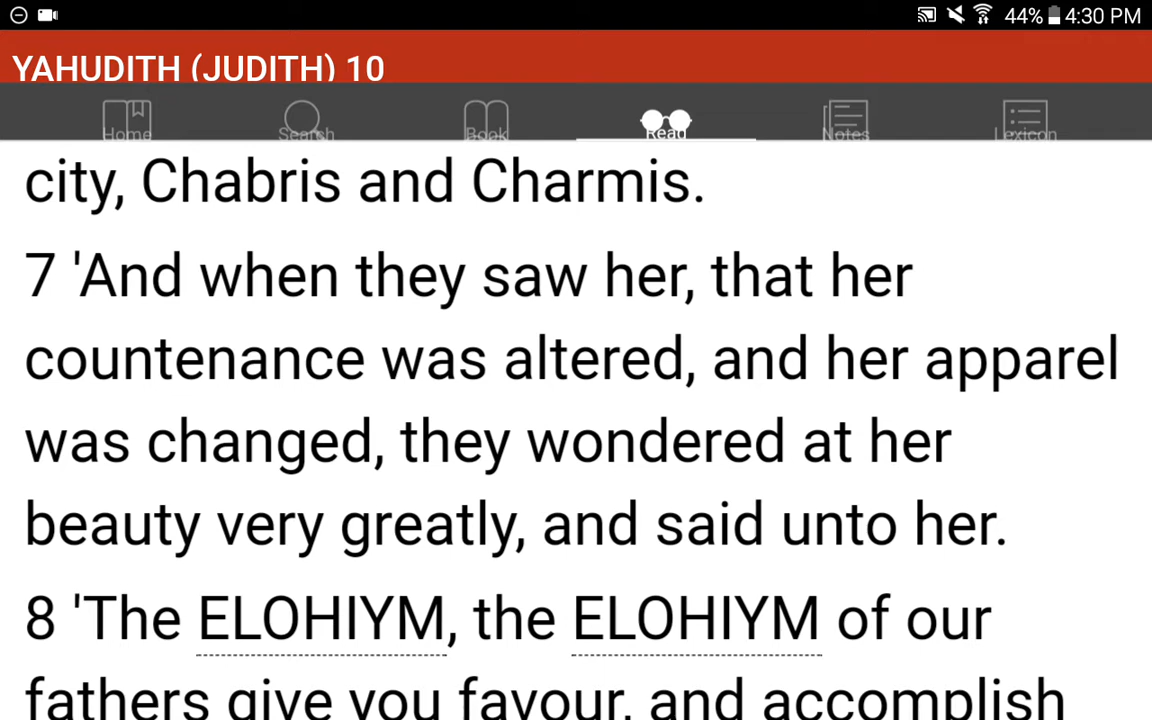 44% 4:30 PM
YAHUDITH (JUDITH) 10
Home Search Book Read Notes Lexicon
city, Chabris and Charmis.
7 'And when they saw her, that her
countenance was altered, and her apparel
was changed, they wondered at her
beauty very greatly, and said unto her.
8 'The ELOHIYM, the ELOHIYM of our
fathers give you favour, and accomplish